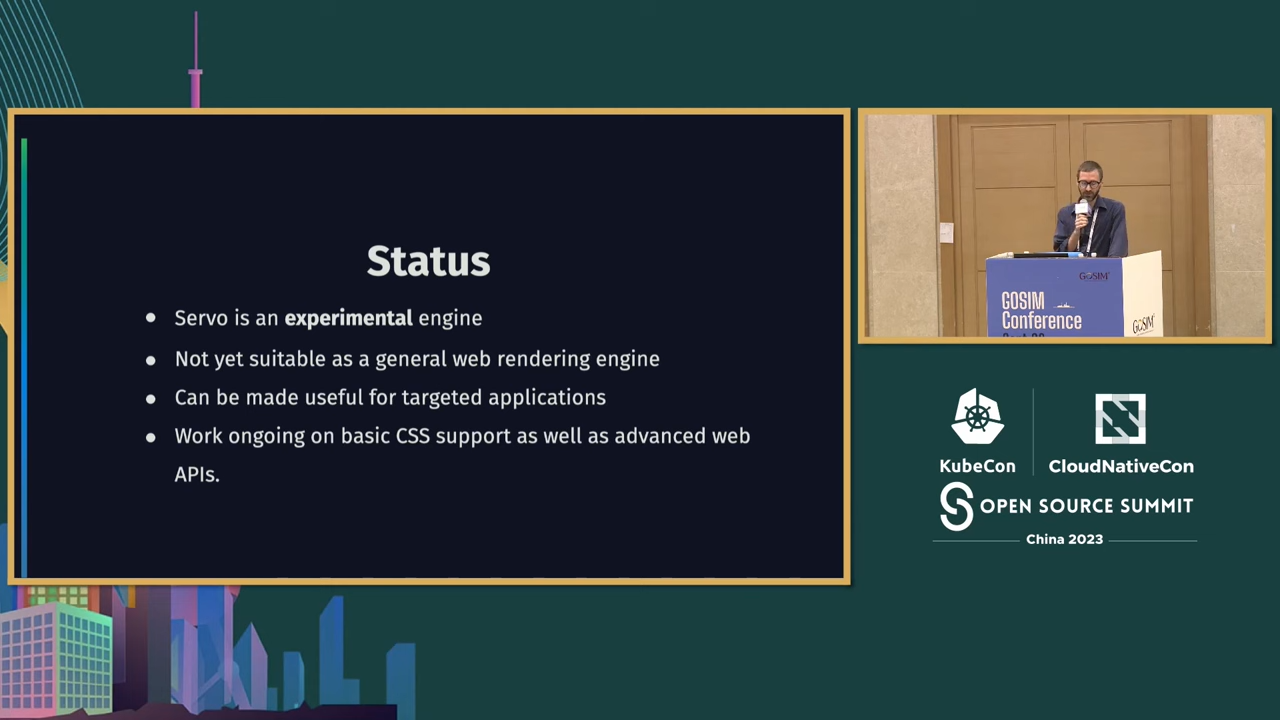 Status
Servo is an experimental engine
Not yet suitable as a general web rendering engine
Can be made useful for targeted applications
Work ongoing on basic CSS support as well as advanced web
APIs.
GOSIM
GOSIM
Conference
GOSIM
KubeCon
CloudNativeCon
OPEN SOURCE SUMMIT
China 2023